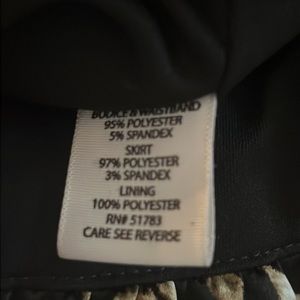 BODICE & WAISTBAND
95% POLYESTER
5% SPANDEX
SKIRT
97% POLYESTER
3% SPANDEX
LINING
100% POLYESTER
RN# 51783
CARE SEE REVERSE